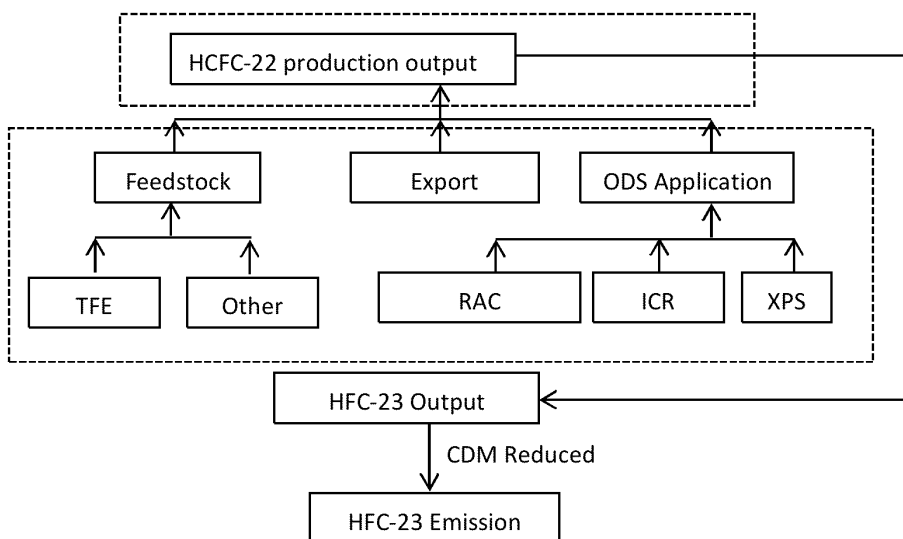 HCFC-22 production output
Feedstock
Export
ODS Application
TFE
Other
RAC
ICR
XPS
HFC-23 Output
CDM Reduced
HFC-23 Emission